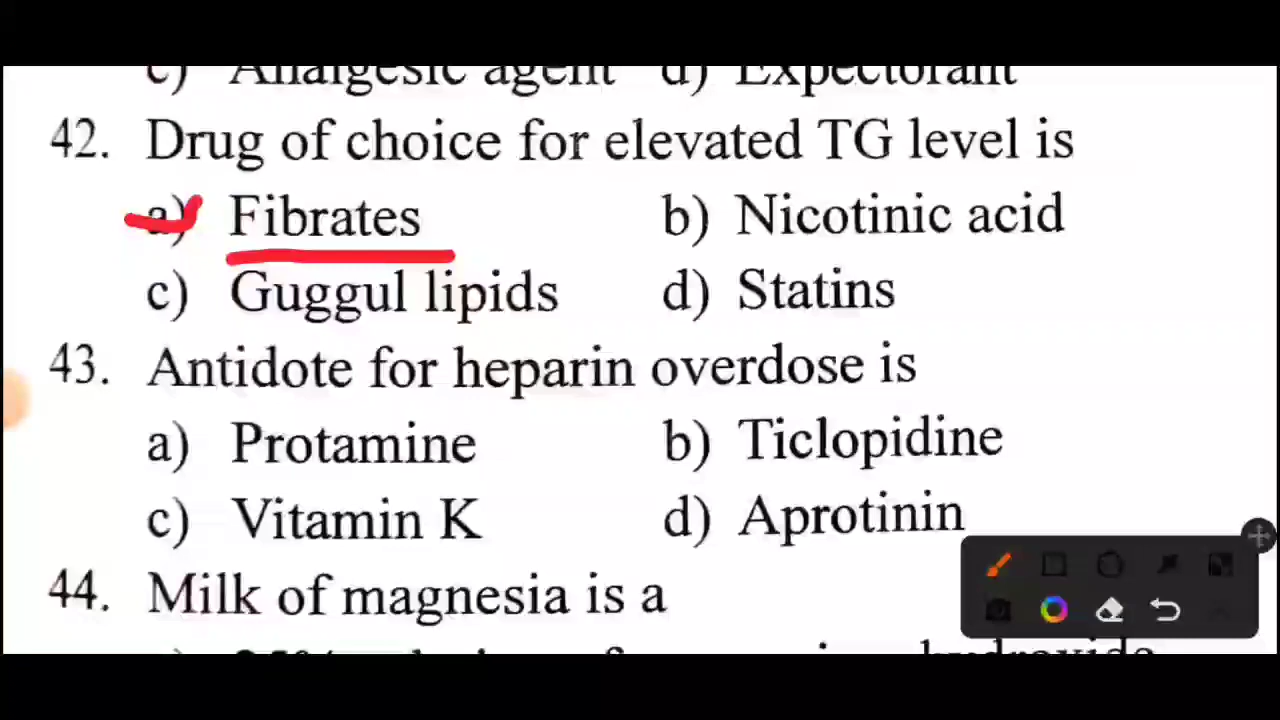 c) Analgesic agent d) Expectorant
42. Drug of choice for elevated TG level is
a) Fibrates b) Nicotinic acid
c) Guggul lipids d) Statins
43. Antidote for heparin overdose is
a) Protamine b) Ticlopidine
c) Vitamin K d) Aprotinin
44. Milk of magnesia is a